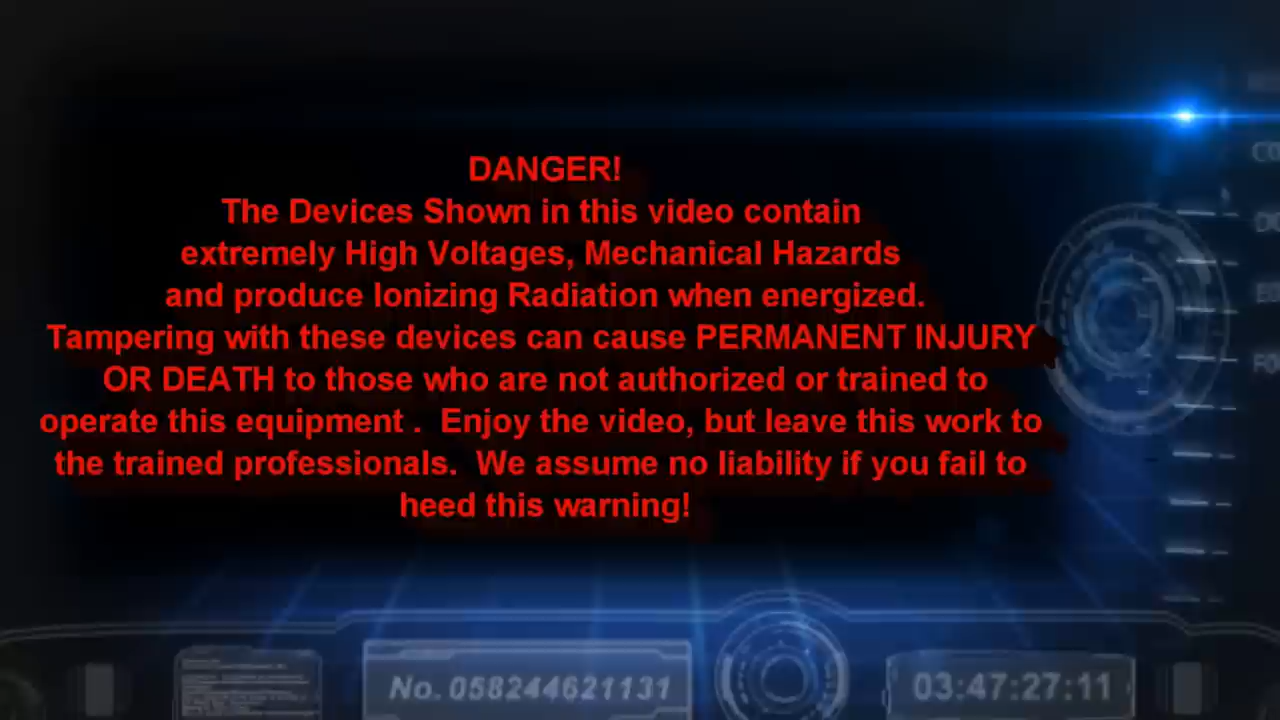 DANGER!
The Devices Shown in this video contain
extremely High Voltages, Mechanical Hazards
and produce Ionizing Radiation when energized.
Tampering with these devices can cause PERMANENT INJURY
OR DEATH to those who are not authorized or trained to
operate this equipment .  Enjoy the video, but leave this work to
the trained professionals.  We assume no liability if you fail to
heed this warning!
No. 058244621131
03:47:27:11